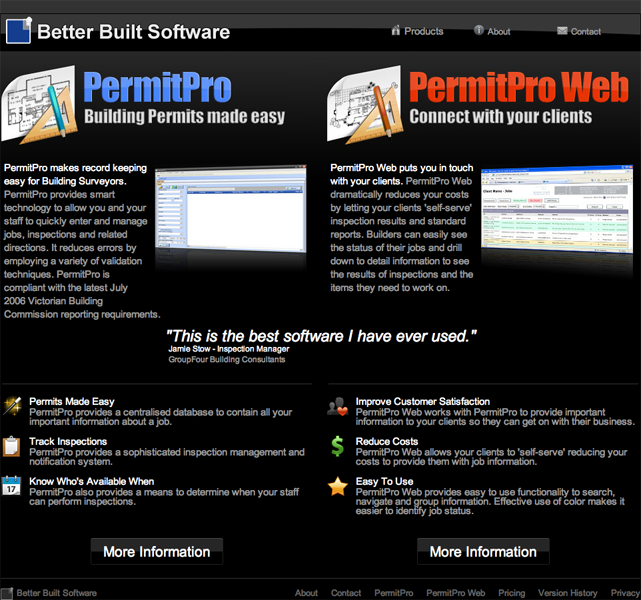 Better Built Software
Products
About
Contact
PermitPro
Building Permits made easy
PermitPro makes record keeping
easy for Building Surveyors.
PermitPro provides smart
technology to allow you and your
staff to quickly enter and manage
jobs, inspections and related
directions. It reduces errors by
employing a variety of validation
techniques. PermitPro is
compliant with the latest July
2006 Victorian Building
Commission reporting requirements.
PermitPro Web
Connect with your clients
PermitPro Web puts you in touch
with your clients. PermitPro Web
dramatically reduces your costs
by letting your clients 'self-serve'
inspection results and standard
reports. Builders can easily see
the status of their jobs and drill
down to detail information to see
the results of inspections and the
items they need to work on.
"This is the best software I have ever used."
Jamie Stow - Inspection Manager
GroupFour Building Consultants
Permits Made Easy
PermitPro provides a centralised database to contain all your
important information about a job.
Track Inspections
PermitPro provides a sophisticated inspection management and
notification system.
17
Know Who's Available When
PermitPro also provides a means to determine when your staff
can perform inspections.
More Information
Improve Customer Satisfaction
PermitPro Web works with PermitPro to provide important
information to your clients so they can get on with their business.
Reduce Costs
PermitPro Web allows your clients to 'self-serve' reducing your
costs to provide them with job information.
Easy To Use
PermitPro Web provides easy to use functionality to search,
navigate and group information. Effective use of color makes it
easier to identify job status.
More Information
Better Built Software
About
Contact
PermitPro
PermitPro Web
Pricing
Version History
Privacy